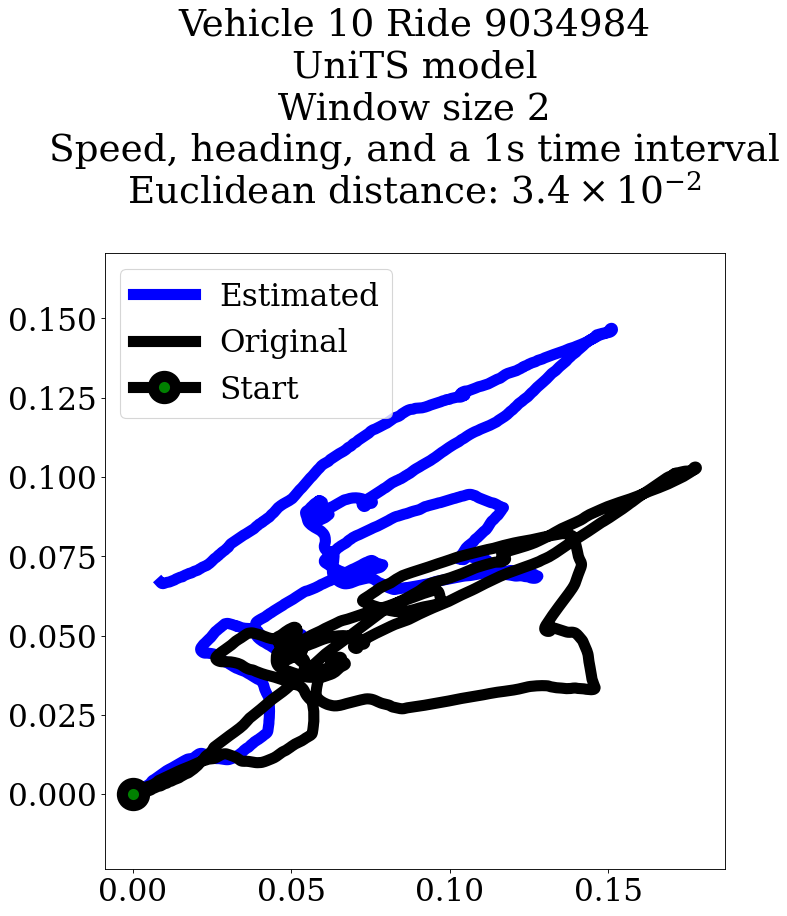 Vehicle 10 Ride 9034984
UniTS model
Window size 2
Speed, heading, and a 1s time interval
Euclidean distance: $3.4 \times 10^{-2}$
Estimated
Original
Start
0.150
0.125
0.100
0.075
0.050
0.025
0.000
0.00 0.05 0.10 0.15